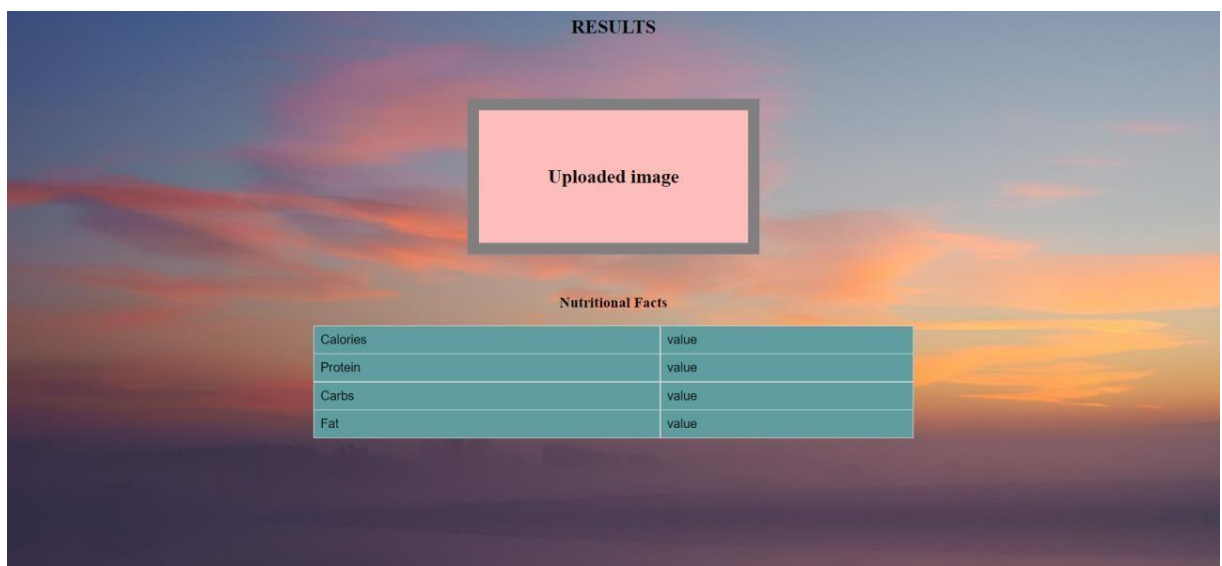 RESULTS
Uploaded image
Nutritional Facts
Calories value
Protein value
Carbs value
Fat value